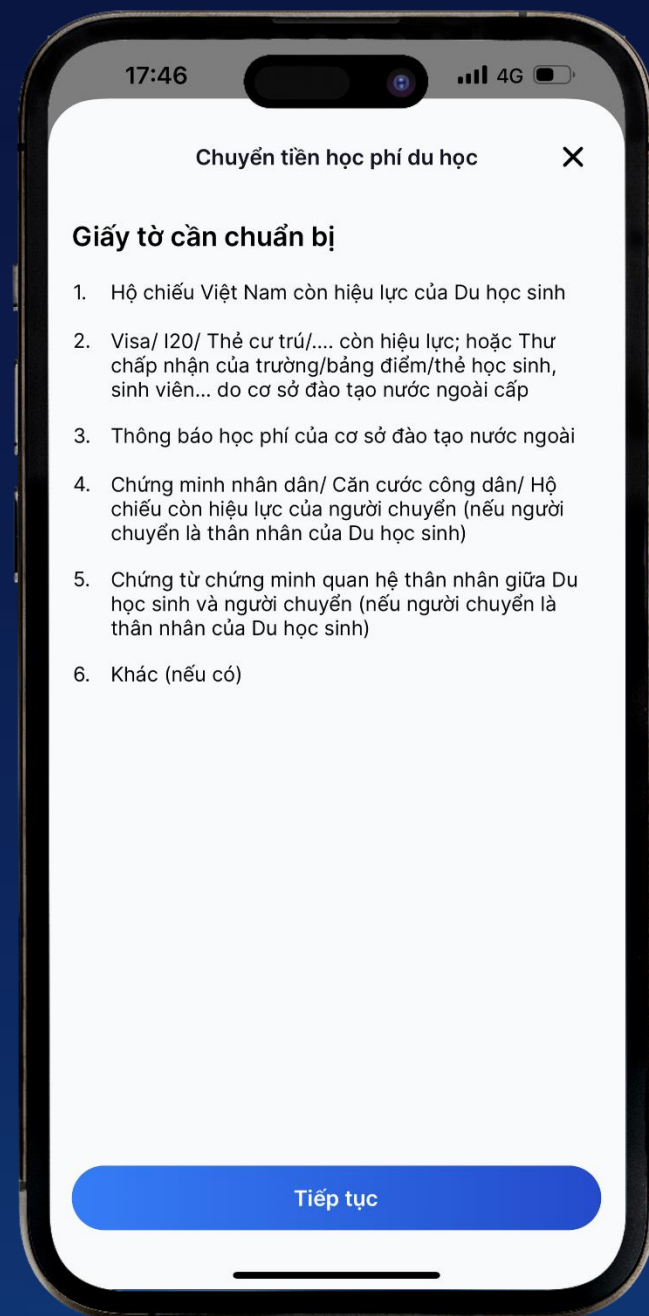 17:46
4G
Chuyển tiền học phí du học
Giấy tờ cần chuẩn bị
1. Hộ chiếu Việt Nam còn hiệu lực của Du học sinh
2. Visa/ I20/ Thẻ cư trú/.... còn hiệu lực; hoặc Thư
chấp nhận của trường/bảng điểm/thẻ học sinh,
sinh viên... do cơ sở đào tạo nước ngoài cấp
3. Thông báo học phí của cơ sở đào tạo nước ngoài
4. Chứng minh nhân dân/ Căn cước công dân/ Hộ
chiếu còn hiệu lực của người chuyển (nếu người
chuyển là thân nhân của Du học sinh)
5. Chứng từ chứng minh quan hệ thân nhân giữa Du
học sinh và người chuyển (nếu người chuyển là
thân nhân của Du học sinh)
6. Khác (nếu có)
Tiếp tục